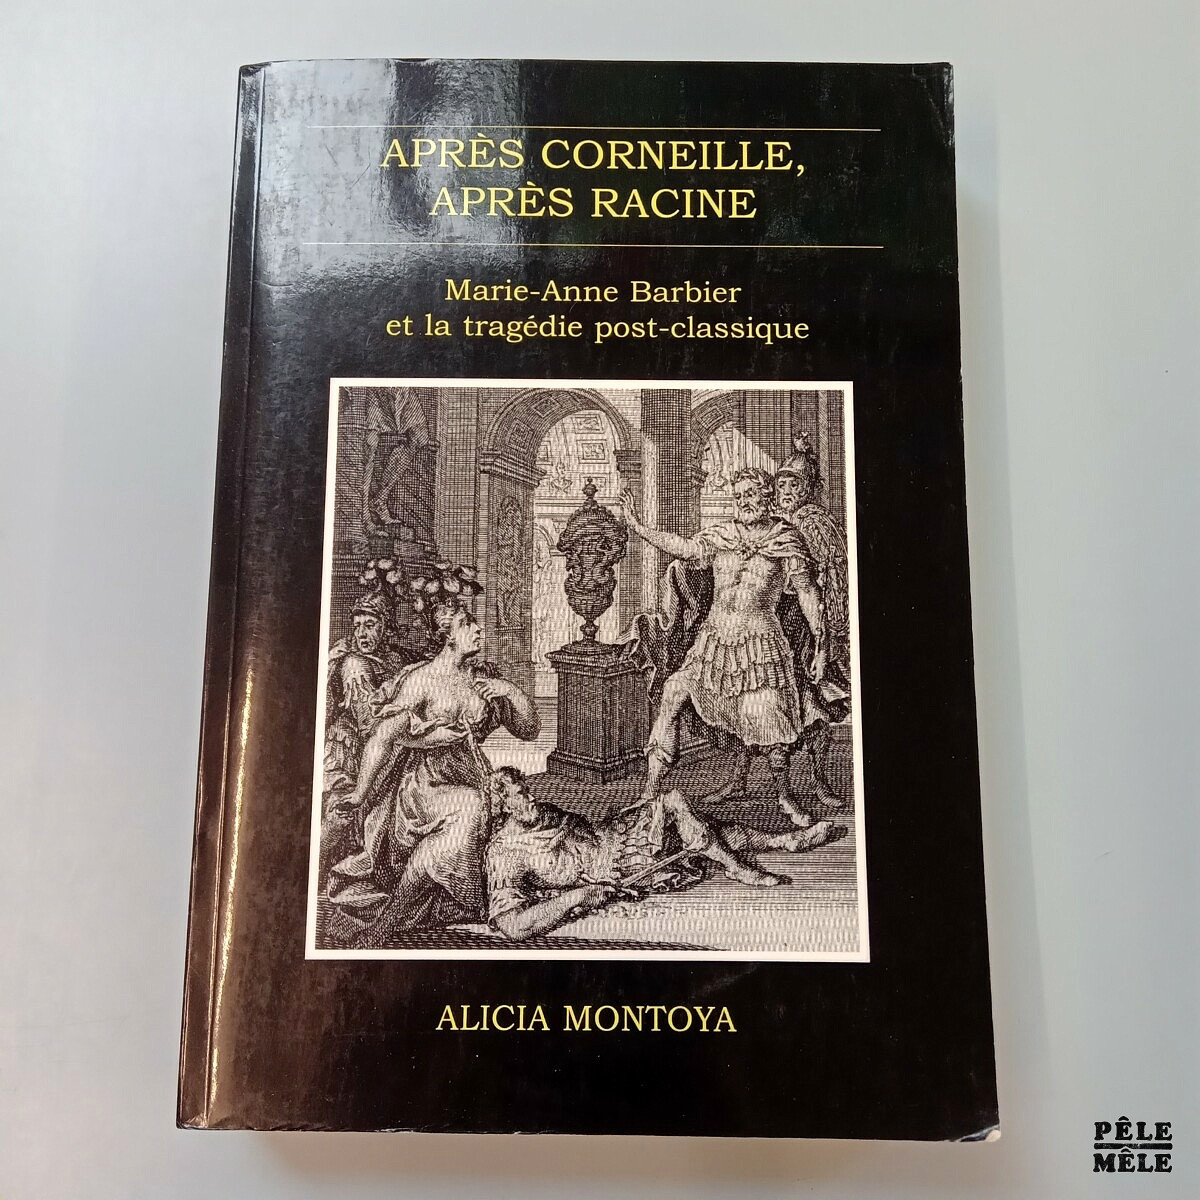 APRÈS CORNEILLE,
APRÈS RACINE
Marie-Anne Barbier
et la tragédie post-classique
ALICIA MONTOYA
PÊLE
MÊLE